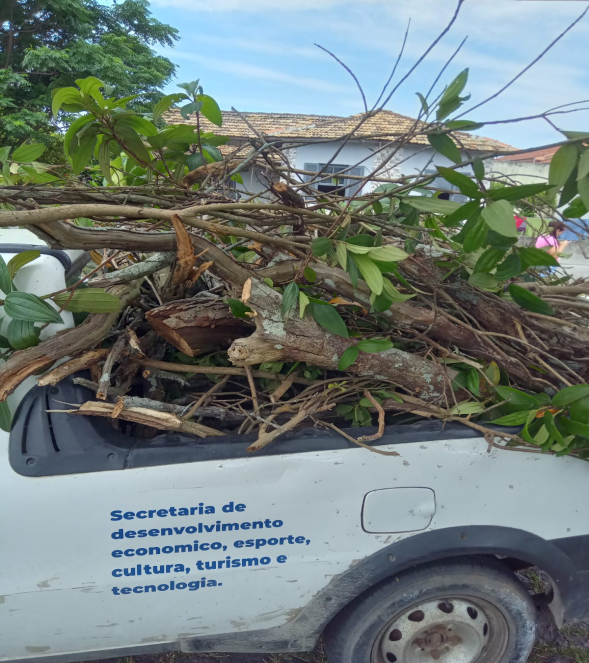 Secretaria de
desenvolvimento
economico, esporte,
cultura, turismo e
tecnologia.